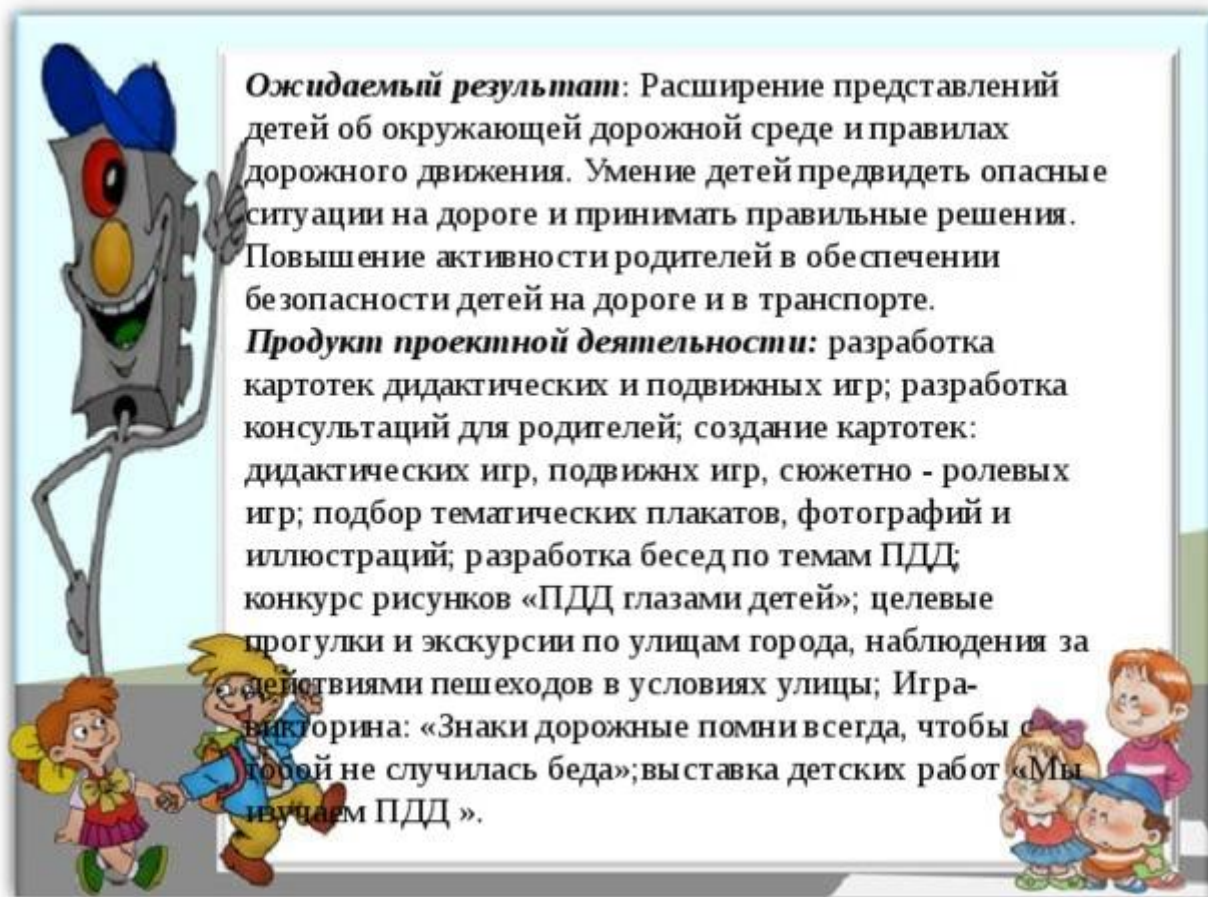 Ожидаемый результат: Расширение представлений
детей об окружающей дорожной среде и правилах
дорожного движения. Умение детей предвидеть опасные
ситуации на дороге и принимать правильные решения.
Повышение активности родителей в обеспечении
безопасности детей на дороге и в транспорте.
Продукт проектной деятельности: разработка
картотек дидактических и подвижных игр; разработка
консультаций для родителей; создание картотек:
дидактических игр, подвижнх игр, сюжетно - ролевых
игр; подбор тематических плакатов, фотографий и
иллюстраций; разработка бесед по темам ПДД;
конкурс рисунков «ПДД глазами детей»; целевые
прогулки и экскурсии по улицам города, наблюдения за
действиями пешеходов в условиях улицы; Игра-
викторина: «Знаки дорожные помни всегда, чтобы с
тобой не случилась беда»;выставка детских работ «Мы
изучаем ПДД ».